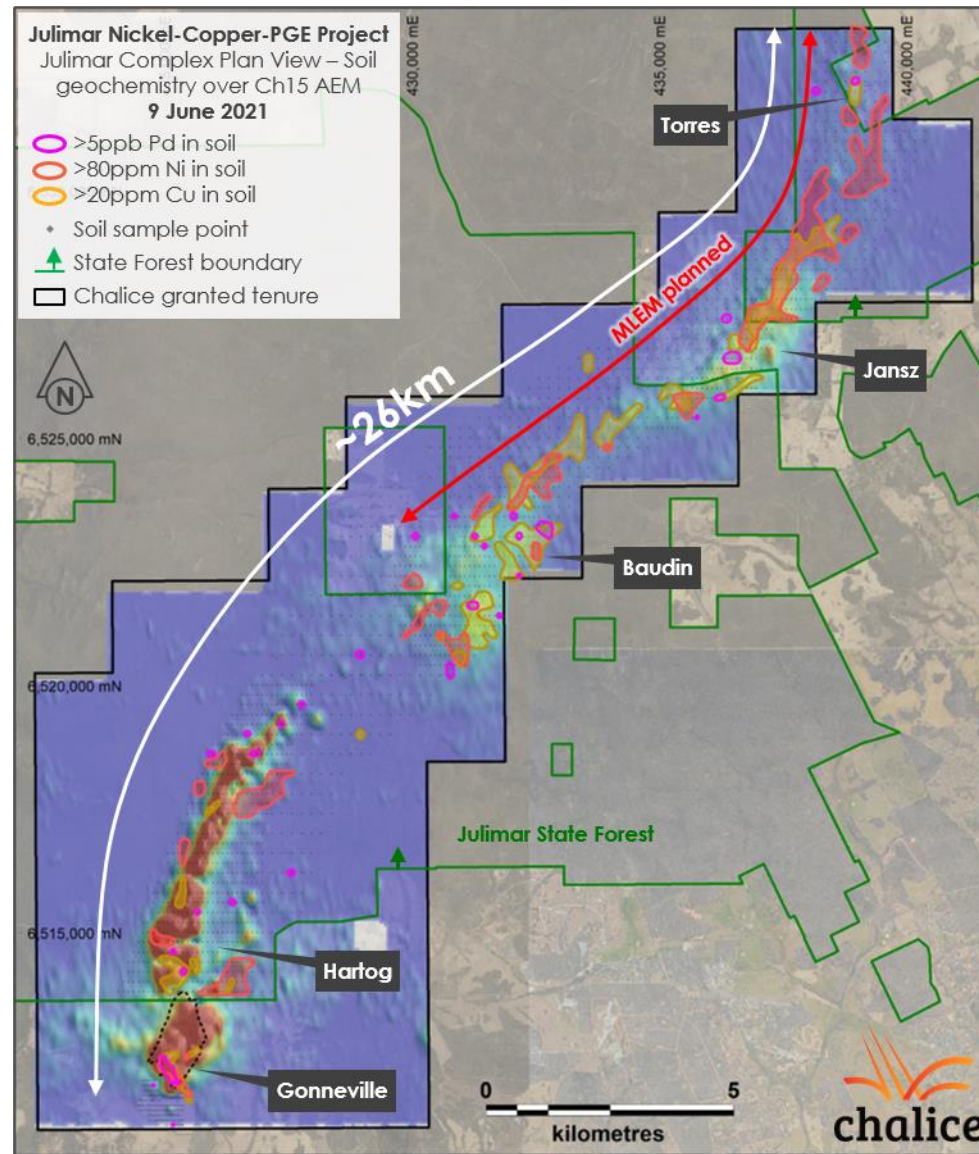 Julimar Nickel-Copper-PGE Project
Julimar Complex Plan View – Soil
geochemistry over Ch15 AEM
9 June 2021
>5ppb Pd in soil
>80ppm Ni in soil
>20ppm Cu in soil
Soil sample point
State Forest boundary
Chalice granted tenure
430,000 mE
435,000 mE
440,000 mE
Torres
MLEM planned
~26km
Jansz
N
6,525,000 mN
Baudin
6,520,000 mN
Julimar State Forest
6,515,000 mN
Hartog
Gonneville
0 5
kilometres
chalice